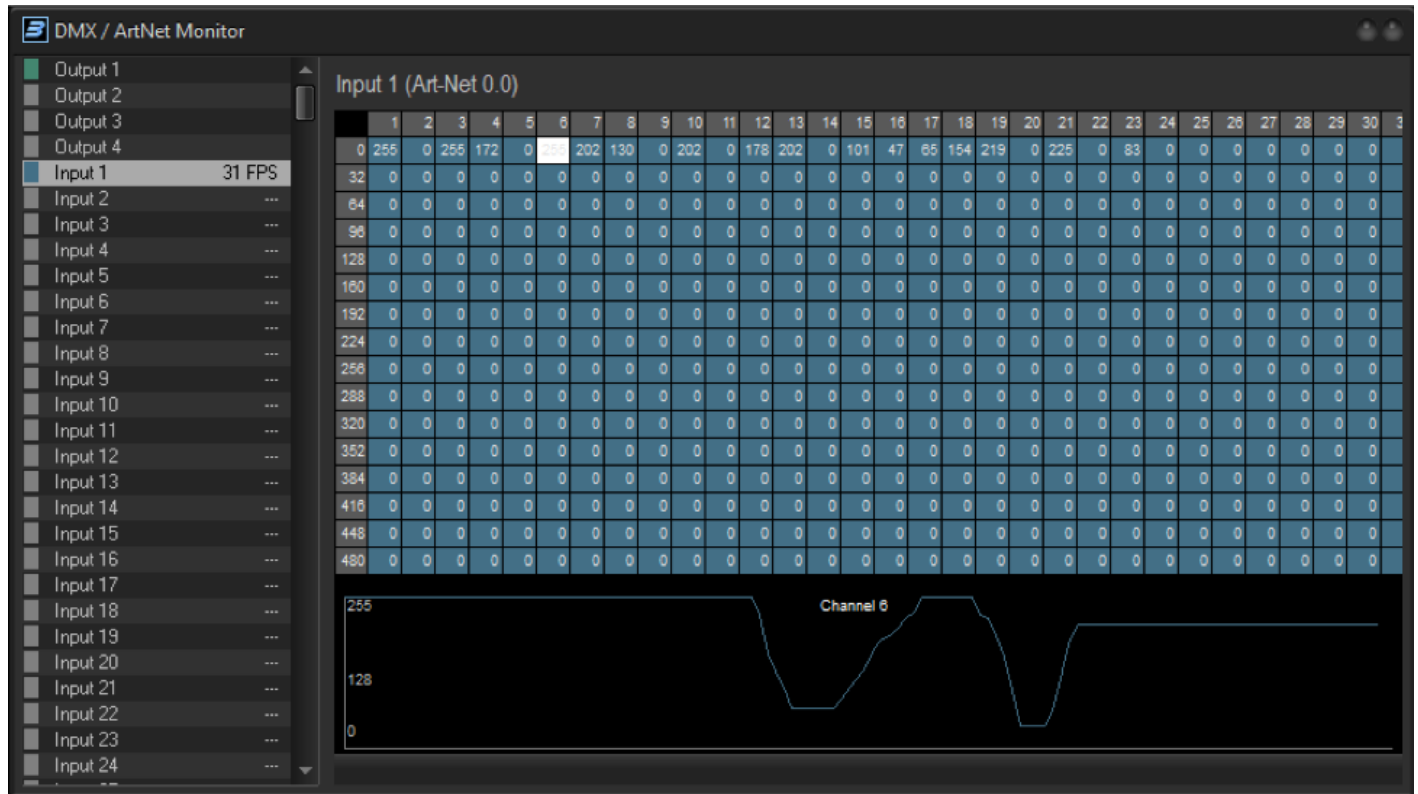 DMX / ArtNet Monitor
Output 1
Output 2
Output 3
Output 4
Input 1 31 FPS
Input 2 ---
Input 3 ---
Input 4 ---
Input 5 ---
Input 6 ---
Input 7 ---
Input 8 ---
Input 9 ---
Input 10 ---
Input 11 ---
Input 12 ---
Input 13 ---
Input 14 ---
Input 15 ---
Input 16 ---
Input 17 ---
Input 18 ---
Input 19 ---
Input 20 ---
Input 21 ---
Input 22 ---
Input 23 ---
Input 24 ---
Input 1 (Art-Net 0.0)
1 2 3 4 5 6 7 8 9 10 11 12 13 14 15 16 17 18 19 20 21 22 23 24 25 26 27 28 29 30
0 255 0 255 172 0 255 202 130 0 202 0 178 202 0 101 47 65 154 219 0 225 0 83 0 0 0 0 0 0 0
32 0 0 0 0 0 0 0 0 0 0 0 0 0 0 0 0 0 0 0 0 0 0 0 0 0 0 0 0 0 0
64 0 0 0 0 0 0 0 0 0 0 0 0 0 0 0 0 0 0 0 0 0 0 0 0 0 0 0 0 0 0
96 0 0 0 0 0 0 0 0 0 0 0 0 0 0 0 0 0 0 0 0 0 0 0 0 0 0 0 0 0 0
128 0 0 0 0 0 0 0 0 0 0 0 0 0 0 0 0 0 0 0 0 0 0 0 0 0 0 0 0 0 0
160 0 0 0 0 0 0 0 0 0 0 0 0 0 0 0 0 0 0 0 0 0 0 0 0 0 0 0 0 0 0
192 0 0 0 0 0 0 0 0 0 0 0 0 0 0 0 0 0 0 0 0 0 0 0 0 0 0 0 0 0 0
224 0 0 0 0 0 0 0 0 0 0 0 0 0 0 0 0 0 0 0 0 0 0 0 0 0 0 0 0 0 0
256 0 0 0 0 0 0 0 0 0 0 0 0 0 0 0 0 0 0 0 0 0 0 0 0 0 0 0 0 0 0
288 0 0 0 0 0 0 0 0 0 0 0 0 0 0 0 0 0 0 0 0 0 0 0 0 0 0 0 0 0 0
320 0 0 0 0 0 0 0 0 0 0 0 0 0 0 0 0 0 0 0 0 0 0 0 0 0 0 0 0 0 0
352 0 0 0 0 0 0 0 0 0 0 0 0 0 0 0 0 0 0 0 0 0 0 0 0 0 0 0 0 0 0
384 0 0 0 0 0 0 0 0 0 0 0 0 0 0 0 0 0 0 0 0 0 0 0 0 0 0 0 0 0 0
416 0 0 0 0 0 0 0 0 0 0 0 0 0 0 0 0 0 0 0 0 0 0 0 0 0 0 0 0 0 0
448 0 0 0 0 0 0 0 0 0 0 0 0 0 0 0 0 0 0 0 0 0 0 0 0 0 0 0 0 0 0
480 0 0 0 0 0 0 0 0 0 0 0 0 0 0 0 0 0 0 0 0 0 0 0 0 0 0 0 0 0 0
255
Channel 6
128
0